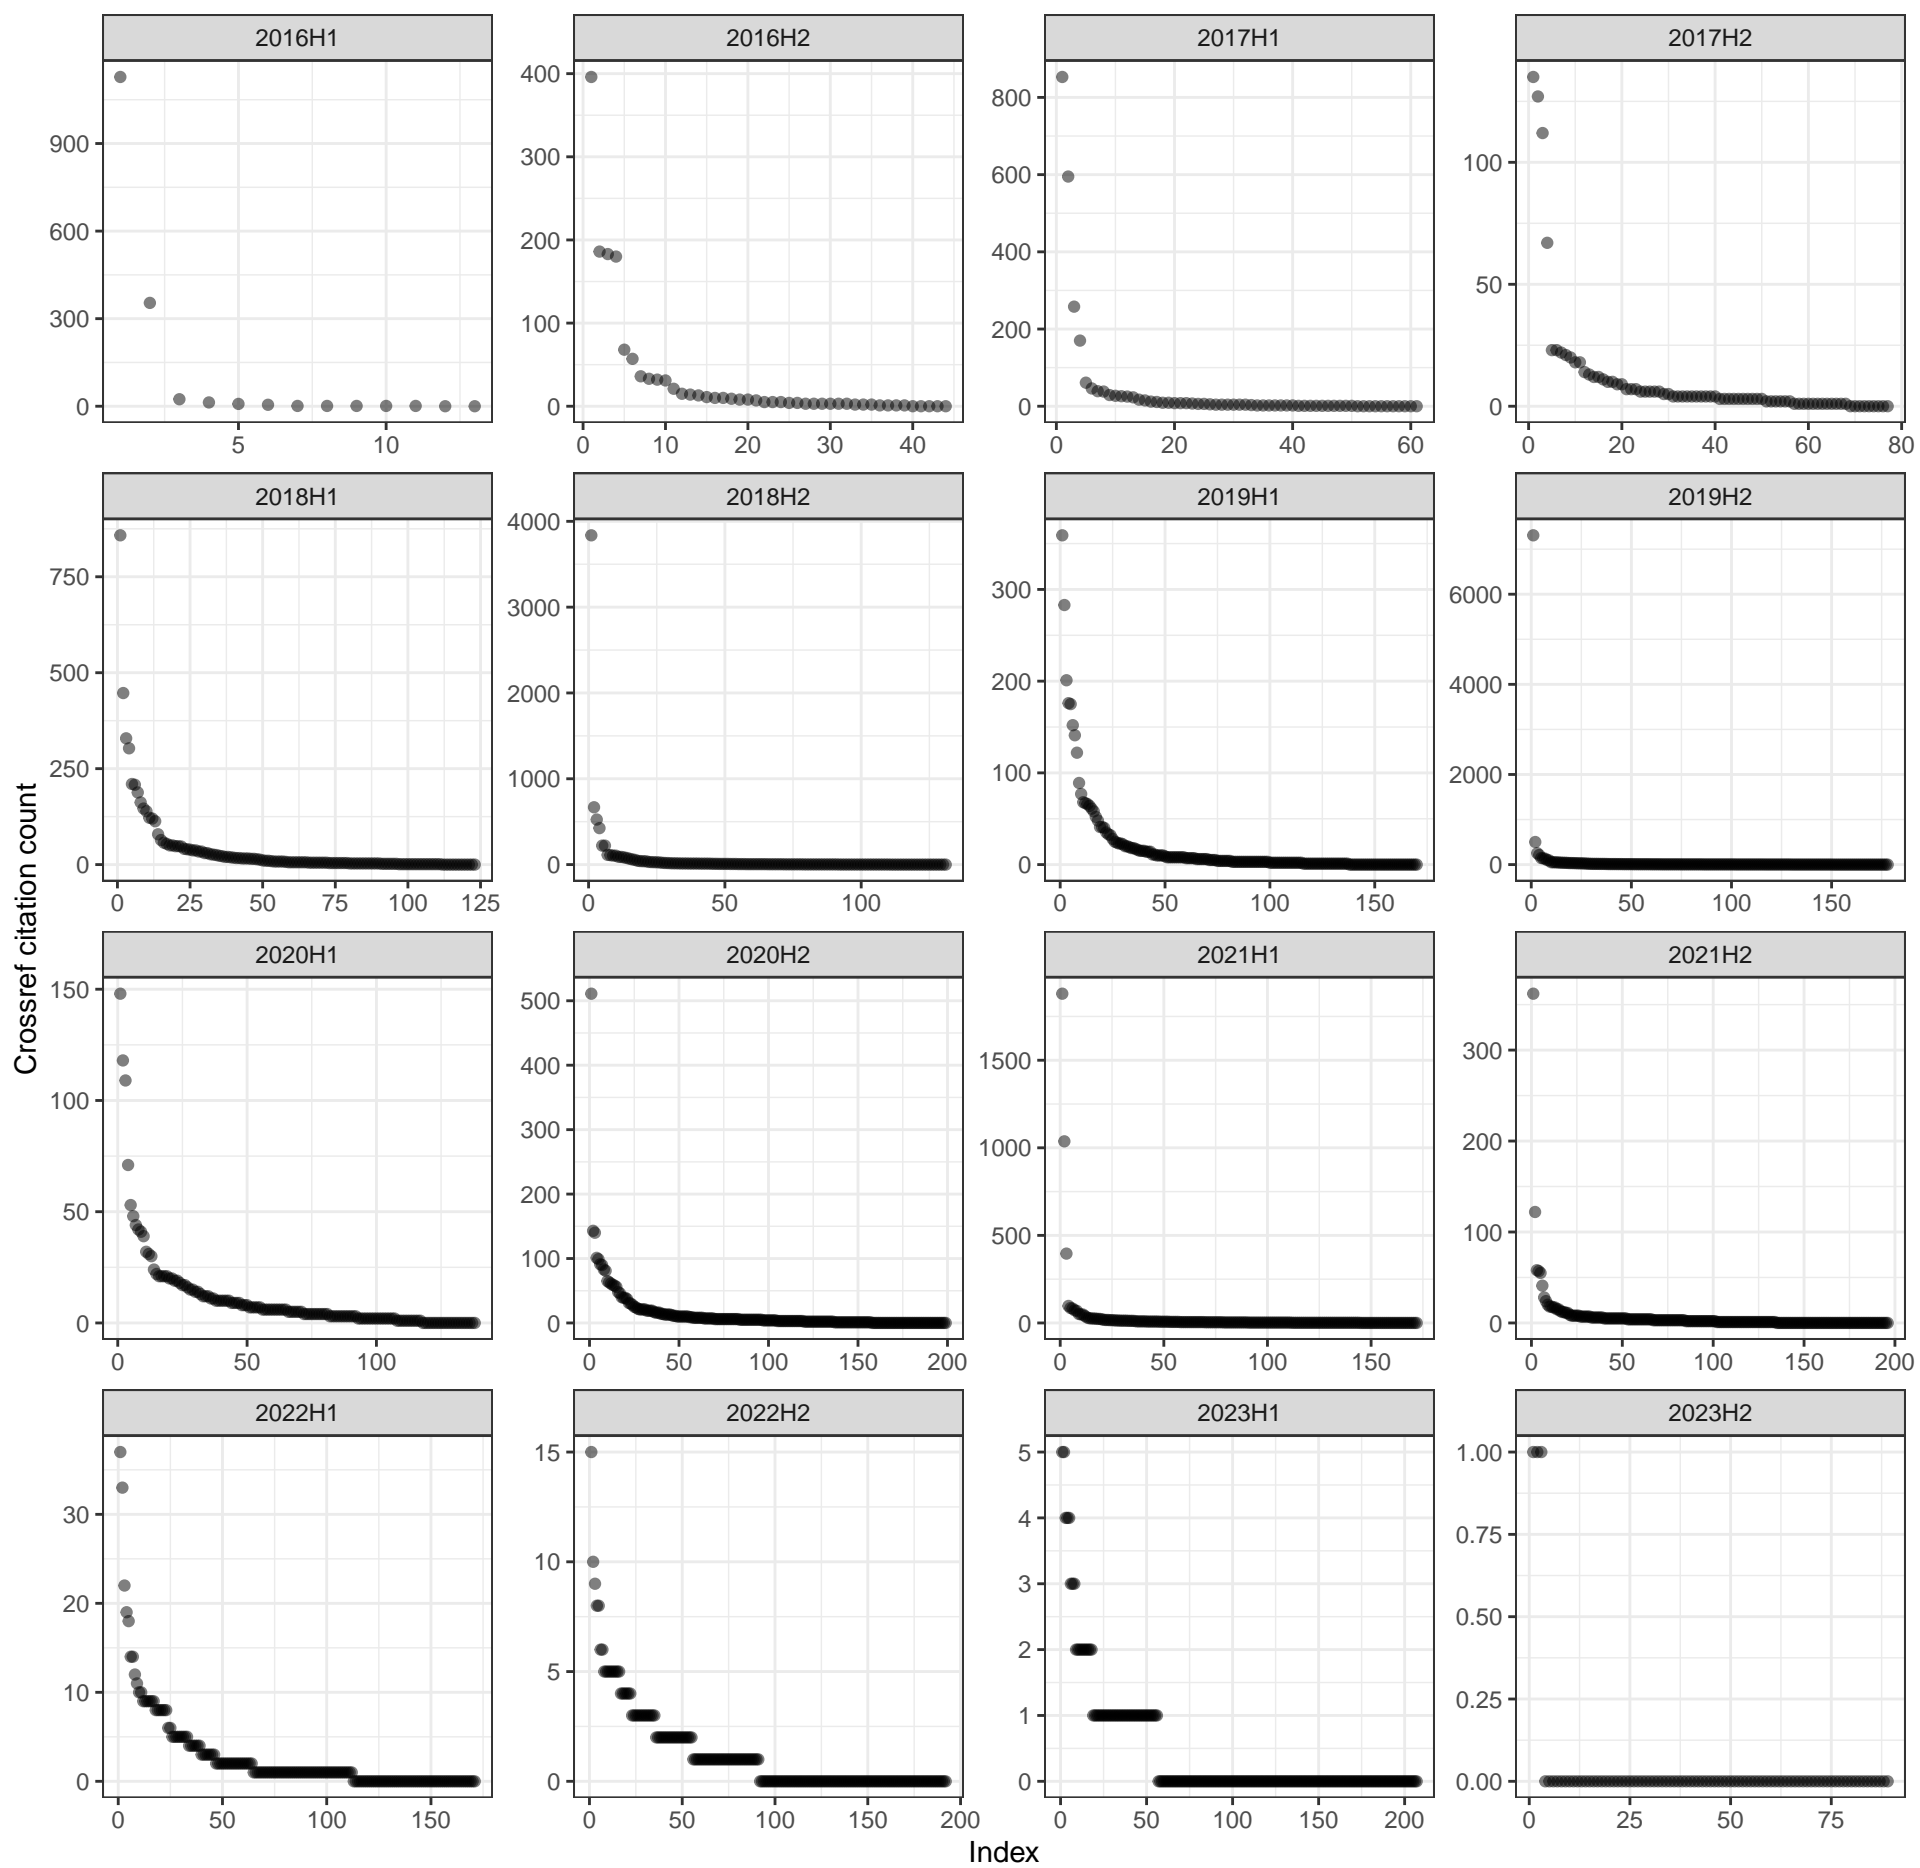 2016H1 2016H2 2017H1 2017H2
900 400 800 100
600 300 600 50
300 200 400 0
0 100 200
0 0
5 10 0 10 20 30 40 0 20 40 60 0 20 40 60 80
2018H1 2018H2 2019H1 2019H2
750 4000 300 6000
500 3000 200 4000
250 2000 100 2000
0 1000 0 0
0
0 25 50 75 100 125 0 50 100 0 50 100 150 0 50 100 150
Crossref citation count
2020H1 2020H2 2021H1 2021H2
150 500 1500 300
100 400 1000 200
50 300 500 100
0 200 0 0
100
0
0 50 100 0 50 100 150 200 0 50 100 150 0 50 100 150 200
2022H1 2022H2 2023H1 2023H2
30 15 5 1.00
20 10 4 0.75
10 5 3 0.50
0 0 2 0.25
1 0.00
0
0 50 100 150 0 50 100 150 200 0 50 100 150 200 0 25 50 75
Index